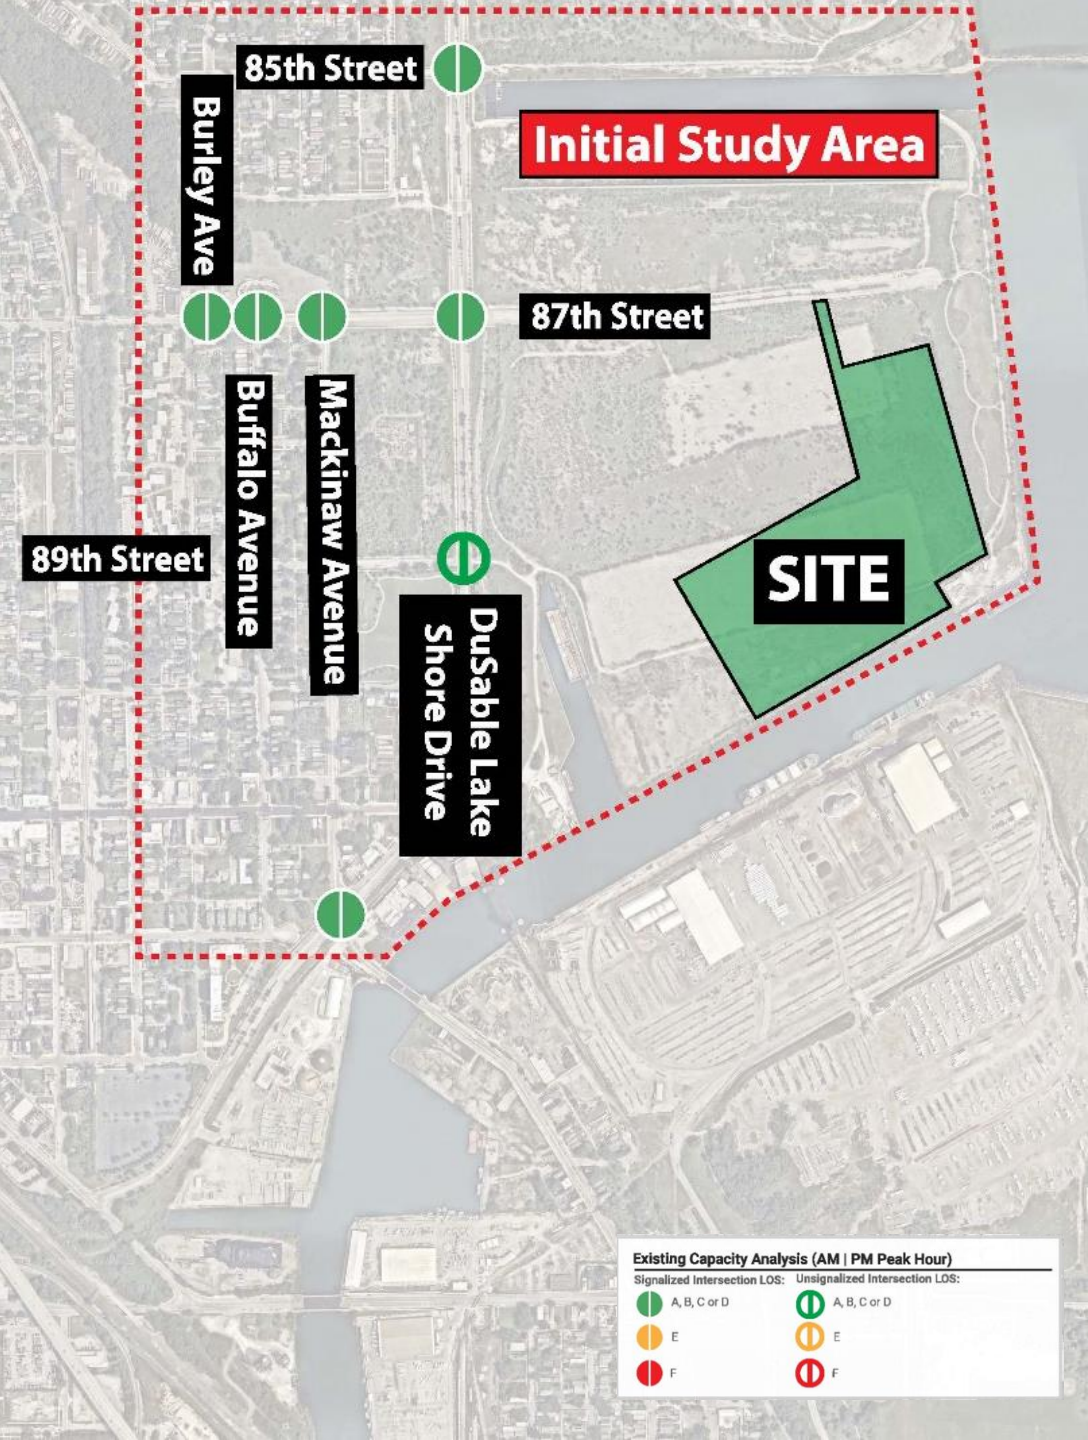 85th Street
Burley Ave
Initial Study Area
87th Street
Buffalo Avenue
Mackinaw Avenue
89th Street
SITE
DuSable Lake
Shore Drive
Existing Capacity Analysis (AM | PM Peak Hour)
Signalized Intersection LOS: Unsignalized Intersection LOS:
A, B, C or D A, B, C or D
E E
F F